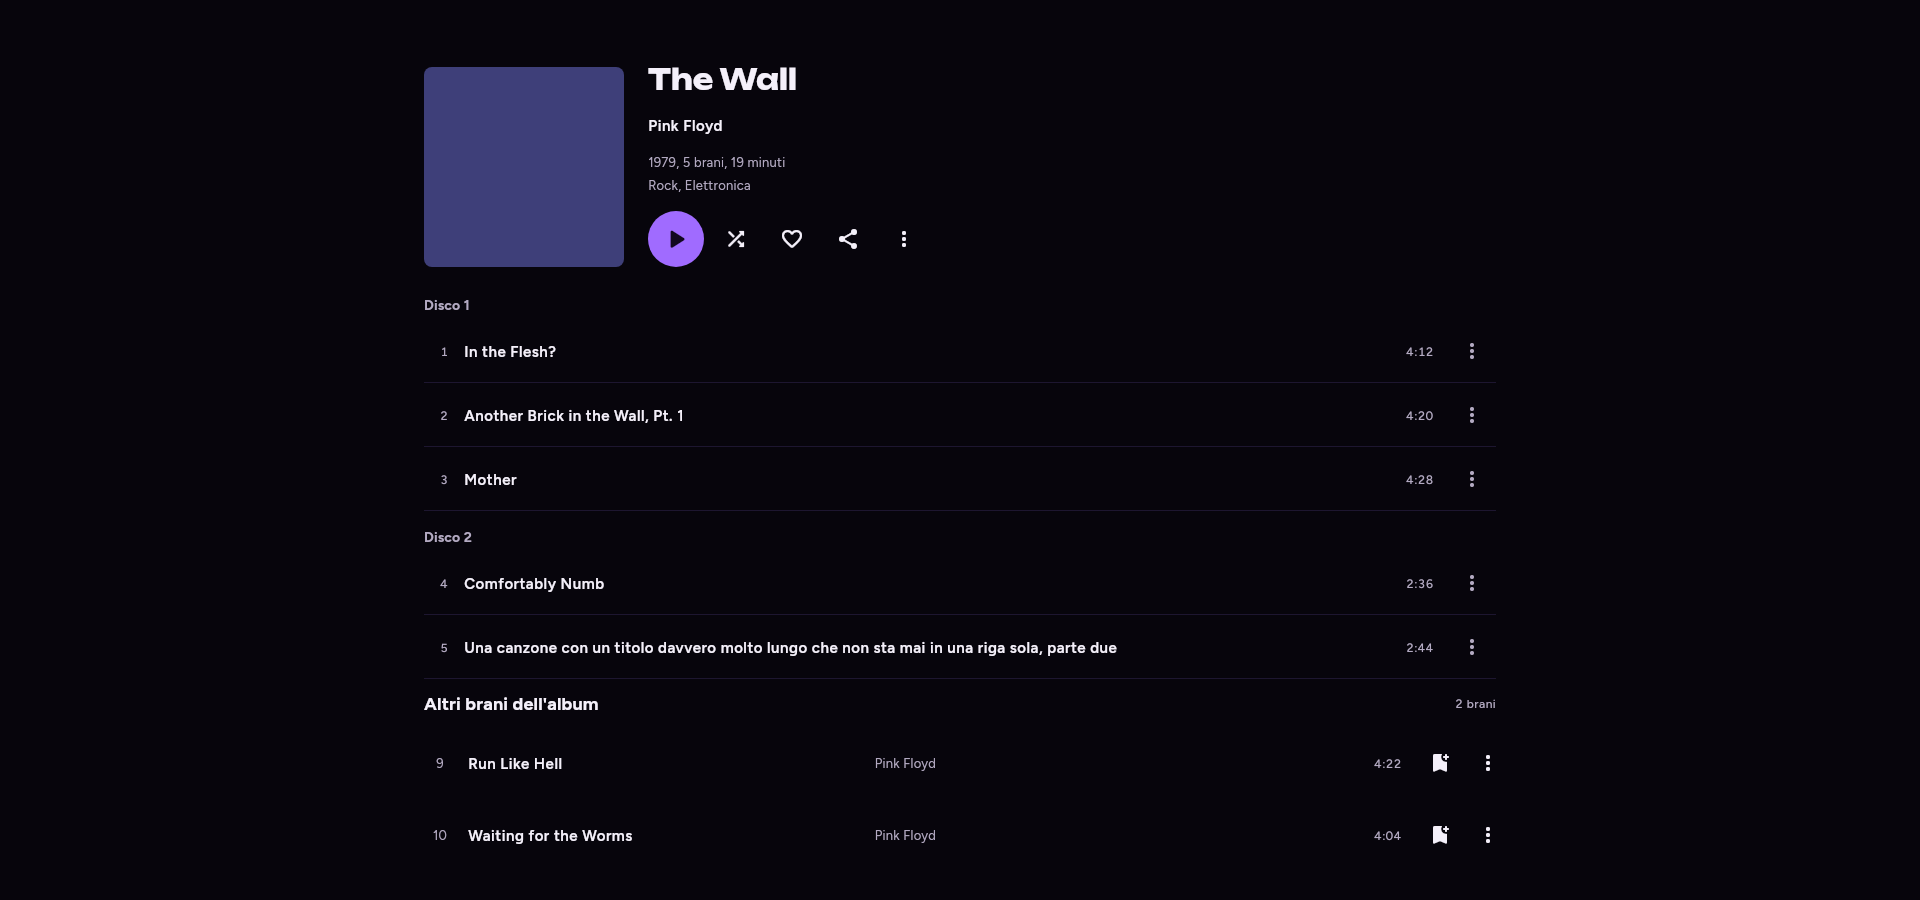 The Wall
Pink Floyd
1979, 5 brani, 19 minuti
Rock, Elettronica
Disco 1
1 In the Flesh? 4:12
2 Another Brick in the Wall, Pt. 1 4:20
3 Mother 4:28
Disco 2
4 Comfortably Numb 2:36
5 Una canzone con un titolo davvero molto lungo che non sta mai in una riga sola, parte due 2:44
Altri brani dell'album 2 brani
9 Run Like Hell Pink Floyd 4:22
10 Waiting for the Worms Pink Floyd 4:04